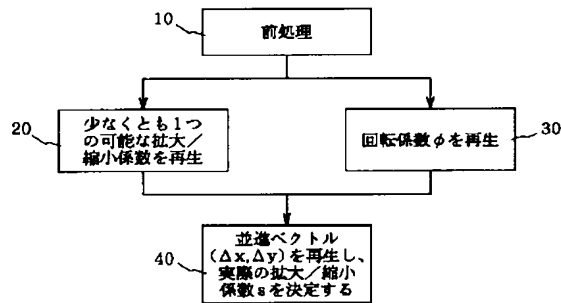 10
前処理
20
少なくとも1つ
の可能な拡大／
縮小係数を再生
回転係数φを再生
30
40
並進ベクトル
(Δx,Δy)を再生し、
実際の拡大／縮小
係数sを決定する